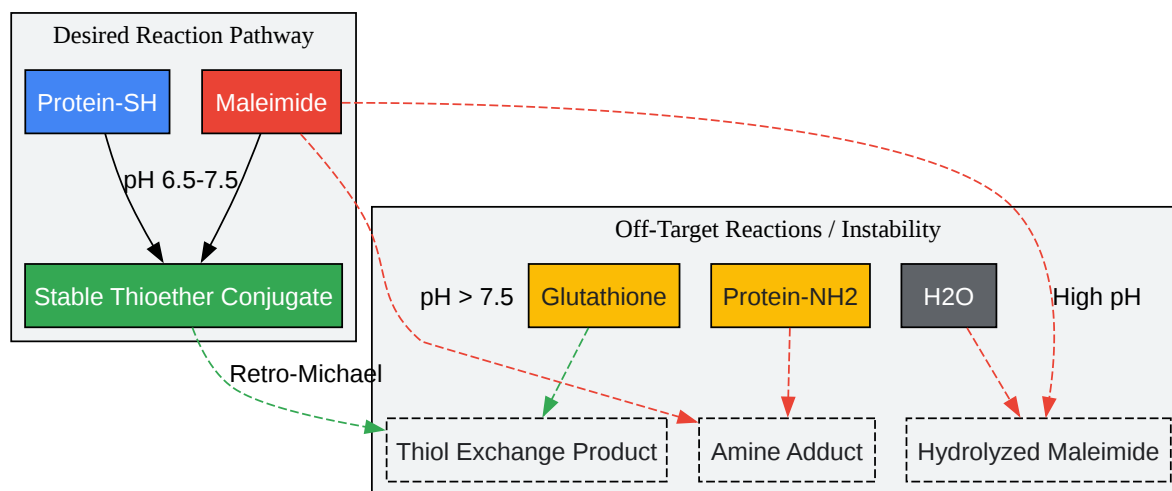 Desired Reaction Pathway
Protein-SH
Maleimide
pH 6.5-7.5
Stable Thioether Conjugate
Off-Target Reactions / Instability
pH > 7.5
Glutathione
Protein-NH2
H2O
High pH
Retro-Michael
Thiol Exchange Product
Amine Adduct
Hydrolyzed Maleimide